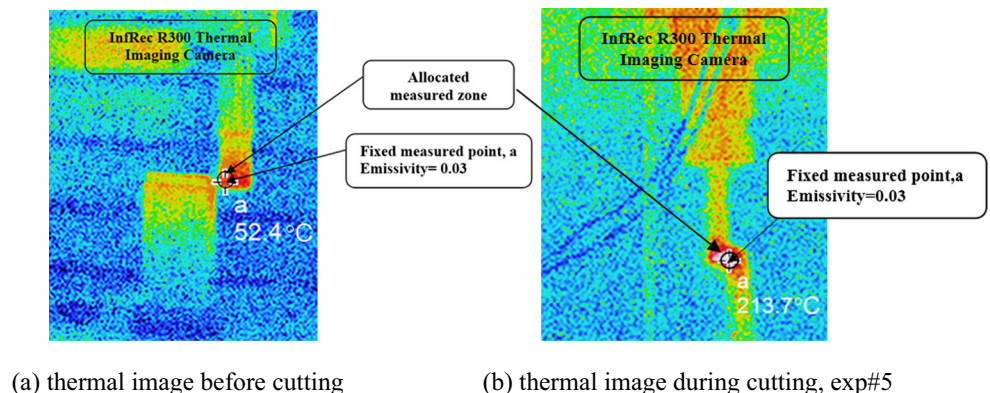 InfRec R300 Thermal
Imaging Camera
Allocated
measured zone
Fixed measured point, a
Emissivity= 0.03
a
52.4°C
InfRec R300 Thermal
Imaging Camera
Fixed measured point,a
Emissivity=0.03
a
213.7°C
(a) thermal image before cutting
(b) thermal image during cutting, exp#5